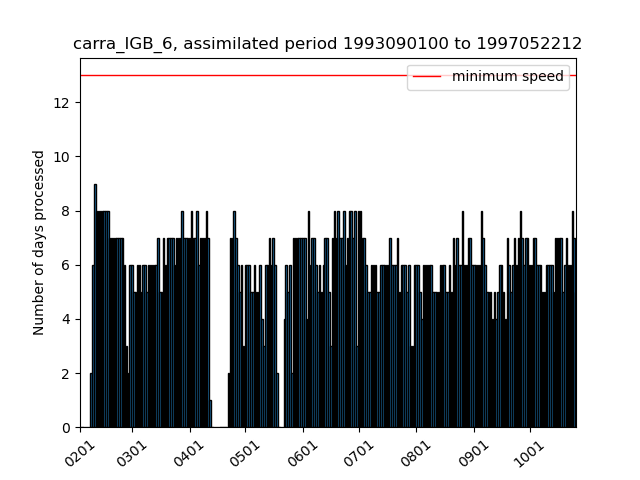 carra_IGB_6, assimilated period 1993090100 to 1997052212
minimum speed
Number of days processed
12
10
8
6
4
2
0
0201 0301 0401 0501 0601 0701 0801 0901 1001